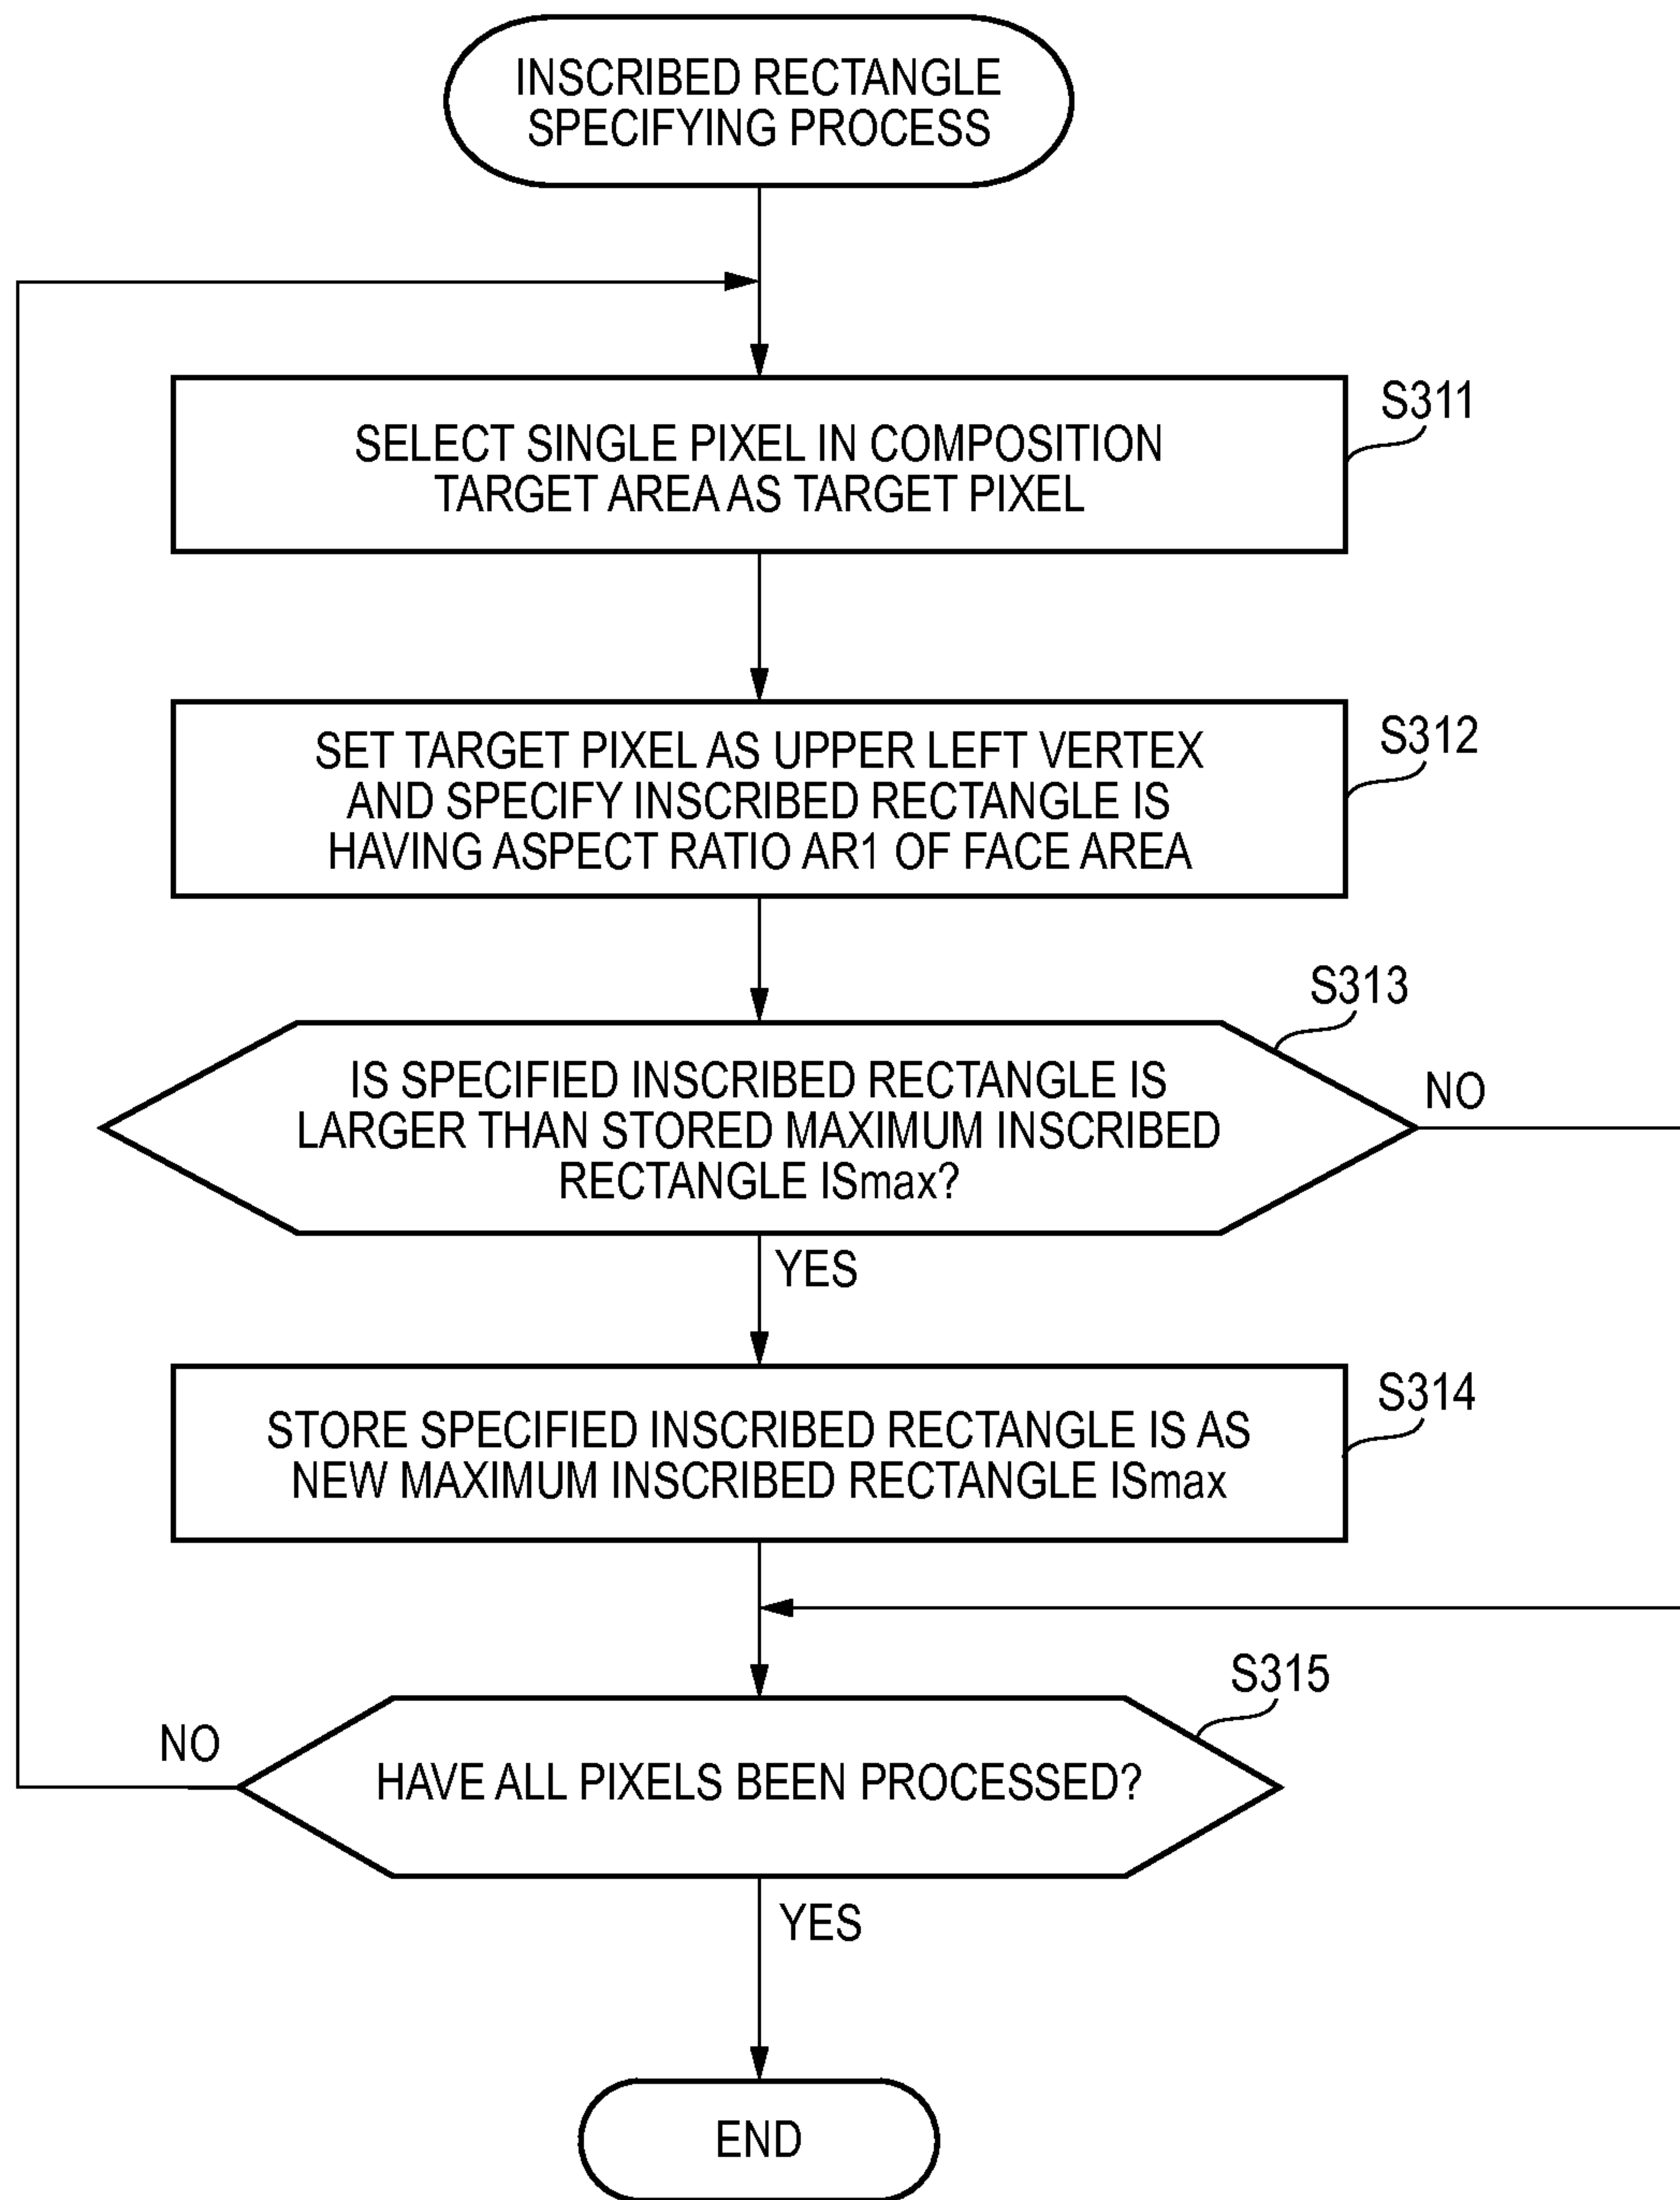 INSCRIBED RECTANGLE
SPECIFYING PROCESS
S311
SELECT SINGLE PIXEL IN COMPOSITION
TARGET AREA AS TARGET PIXEL
S312
SET TARGET PIXEL AS UPPER LEFT VERTEX
AND SPECIFY INSCRIBED RECTANGLE IS
HAVING ASPECT RATIO AR1 OF FACE AREA
S313
IS SPECIFIED INSCRIBED RECTANGLE IS
LARGER THAN STORED MAXIMUM INSCRIBED
RECTANGLE ISmax?
NO
YES
S314
STORE SPECIFIED INSCRIBED RECTANGLE IS AS
NEW MAXIMUM INSCRIBED RECTANGLE ISmax
S315
NO
HAVE ALL PIXELS BEEN PROCESSED?
YES
END